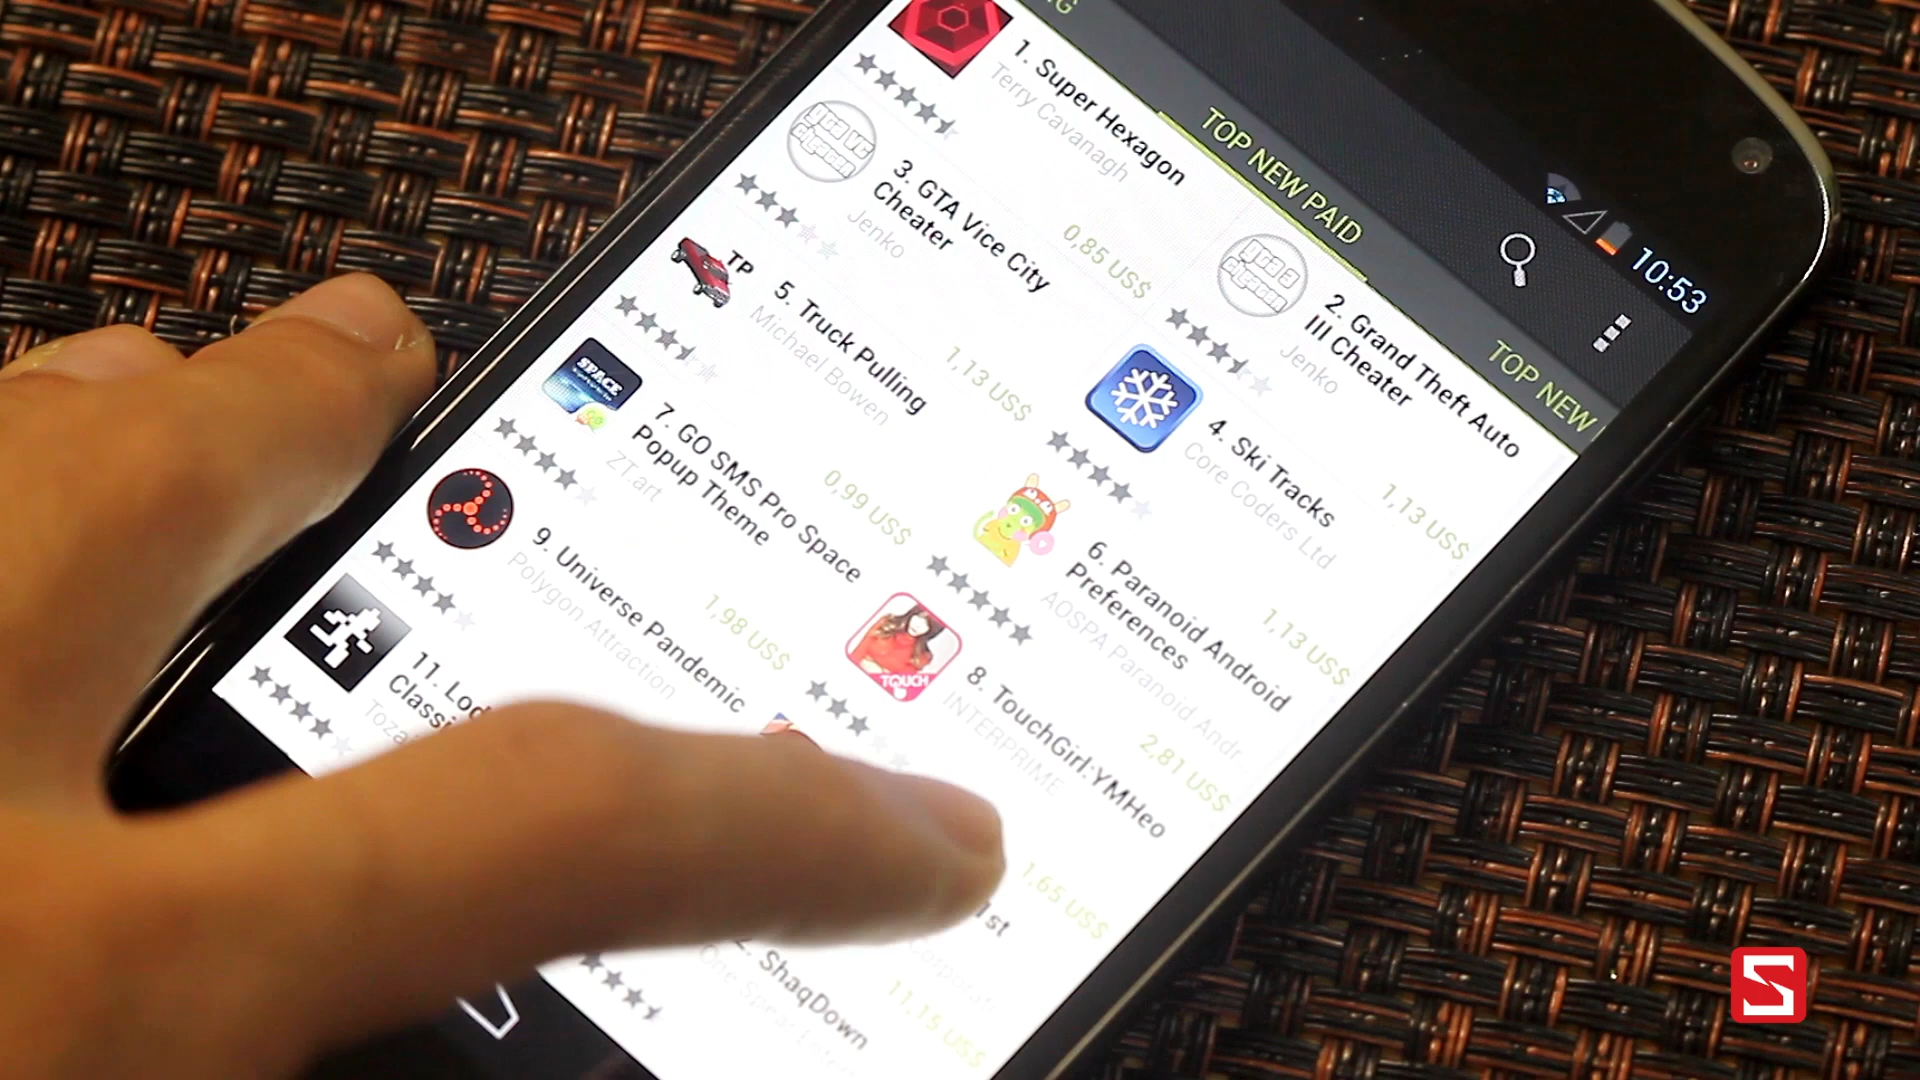 10:53
TOP NEW PAID
TOP NEW
1. Super Hexagon
Terry Cavanagh
0,85 US$
2. Grand Theft Auto
III Cheater
Jenko
1,13 US$
3. GTA Vice City
Cheater
Jenko
1,13 US$
4. Ski Tracks
Core Coders Ltd
1,13 US$
TP
5. Truck Pulling
Michael Bowen
0,99 US$
6. Paranoid Android
Preferences
AOSPA Paranoid Andr
2,81 US$
SPACE
7. GO SMS Pro Space
Popup Theme
ZT.art
1,98 US$
TOUCH
8. TouchGirl:YMHeo
INTERPRIME
1,65 US$
9. Universe Pandemic
Polygon Attraction
1st
11,15 US$
11. Lod
Classi
Toza
ShaqDown
S